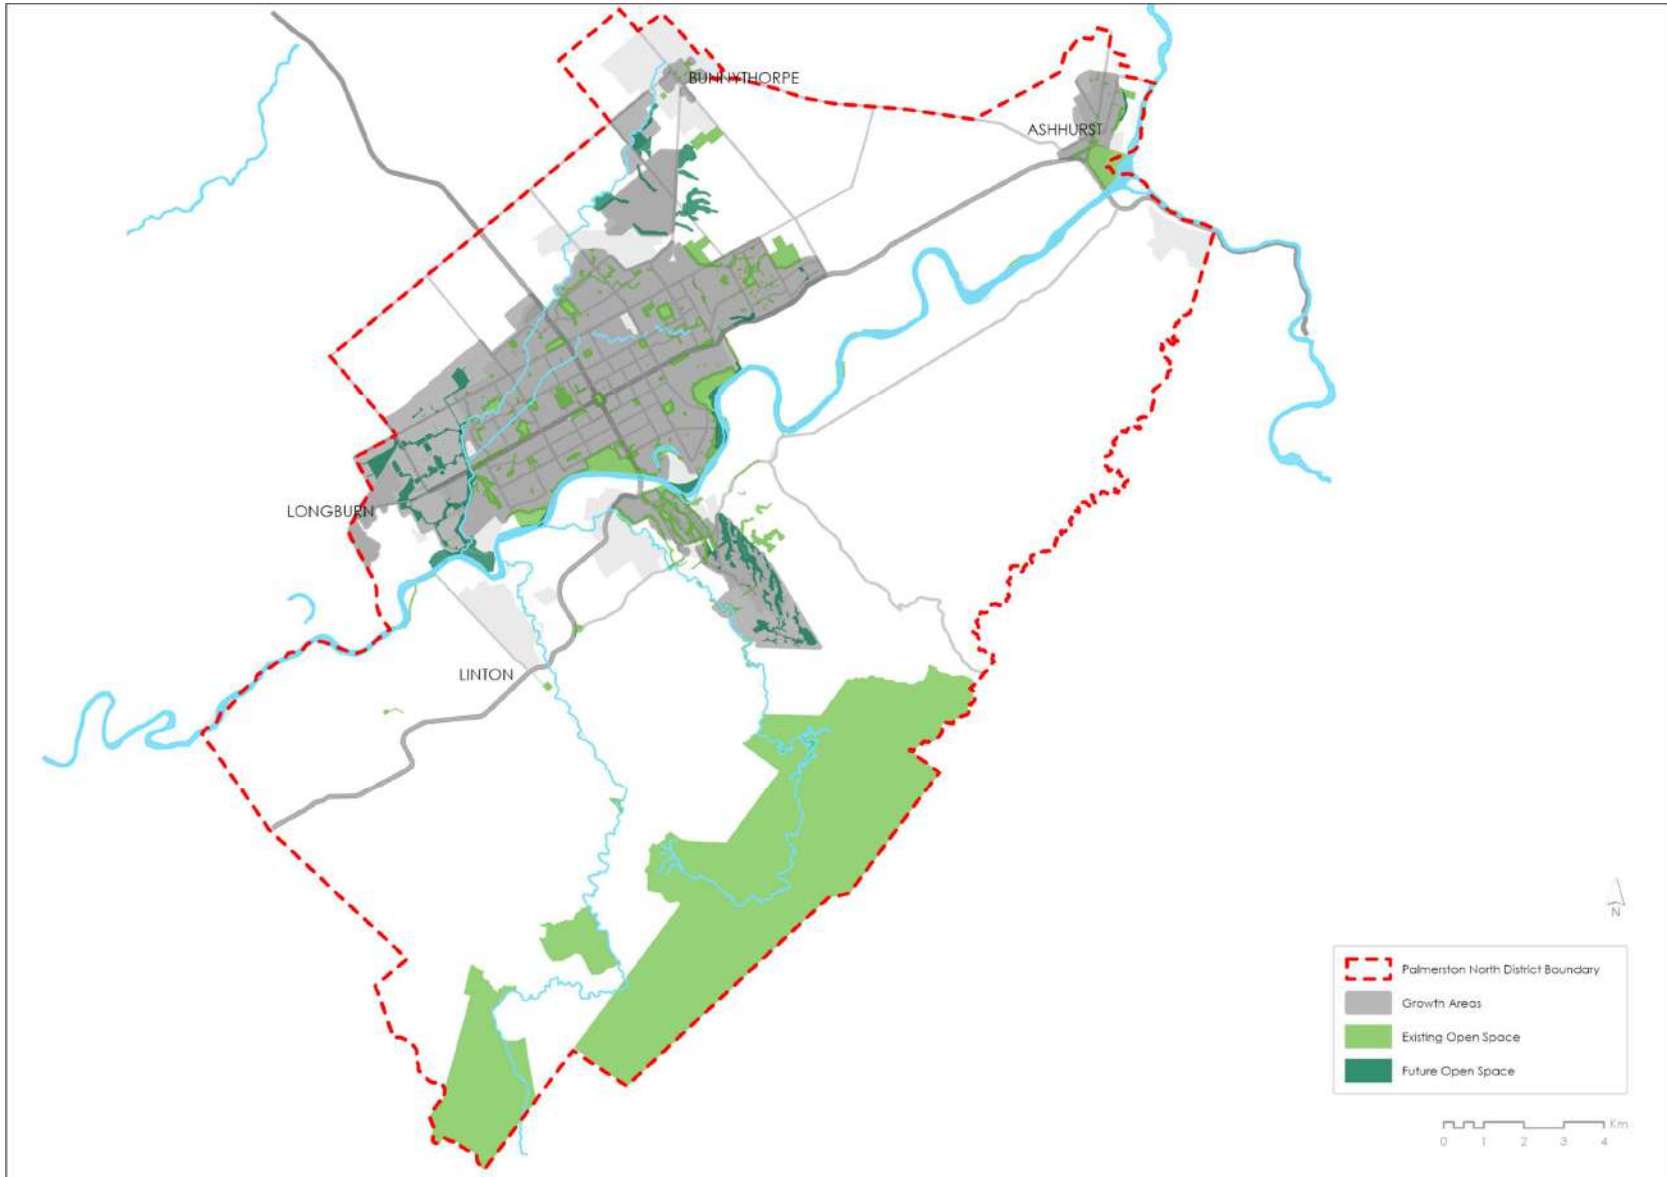 BUNNYTHORPE
ASHHURST
LONGBURN
LINTON
N
Palmerston North District Boundary
Growth Areas
Existing Open Space
Future Open Space
Km
0 1 2 3 4